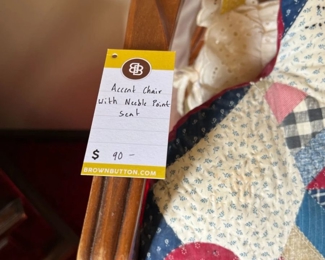 BB
Accent Chair
with Needle Point
seat
$ 90 -
BROWNBUTTON.COM